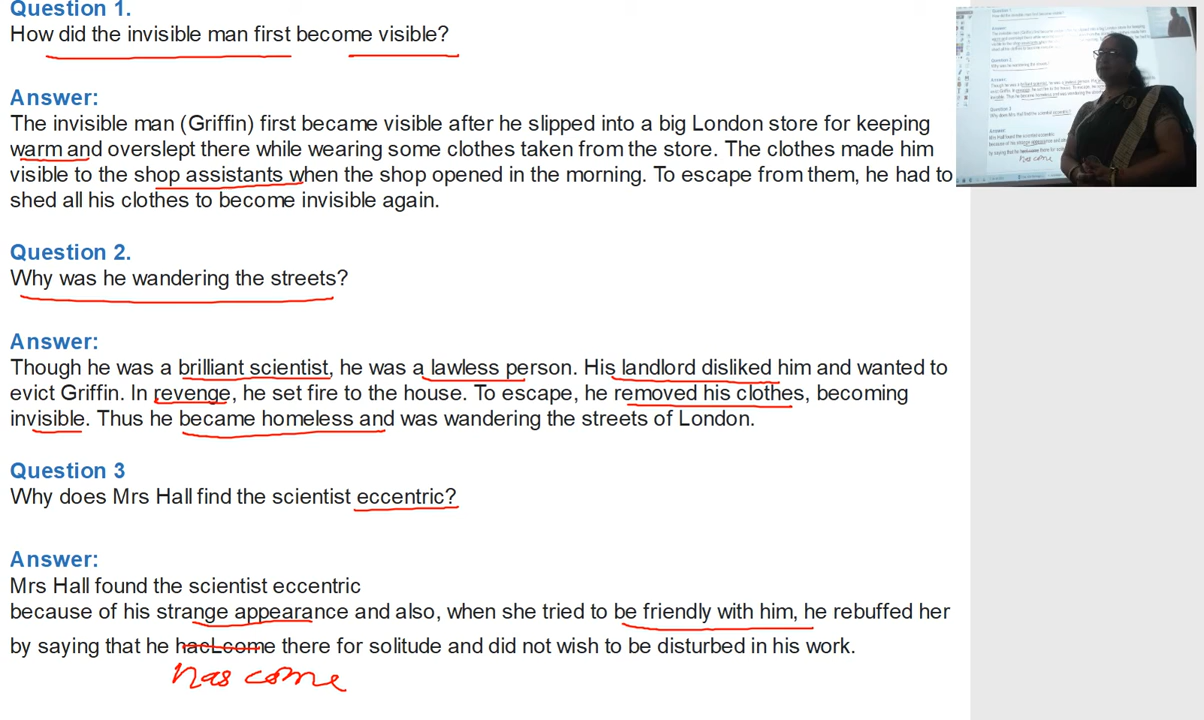 Question 1.
How did the invisible man first become visible?
Answer:
The invisible man (Griffin) first became visible after he slipped into a big London store for keeping
warm and overslept there while wearing some clothes taken from the store. The clothes made him
visible to the shop assistants when the shop opened in the morning. To escape from them, he had to
shed all his clothes to become invisible again.
Question 2.
Why was he wandering the streets?
Answer:
Though he was a brilliant scientist, he was a lawless person. His landlord disliked him and wanted to
evict Griffin. In revenge, he set fire to the house. To escape, he removed his clothes, becoming
invisible. Thus he became homeless and was wandering the streets of London.
Question 3
Why does Mrs Hall find the scientist eccentric?
Answer:
Mrs Hall found the scientist eccentric
because of his strange appearance and also, when she tried to be friendly with him, he rebuffed her
by saying that he come there for solitude and did not wish to be disturbed in his work.
has come